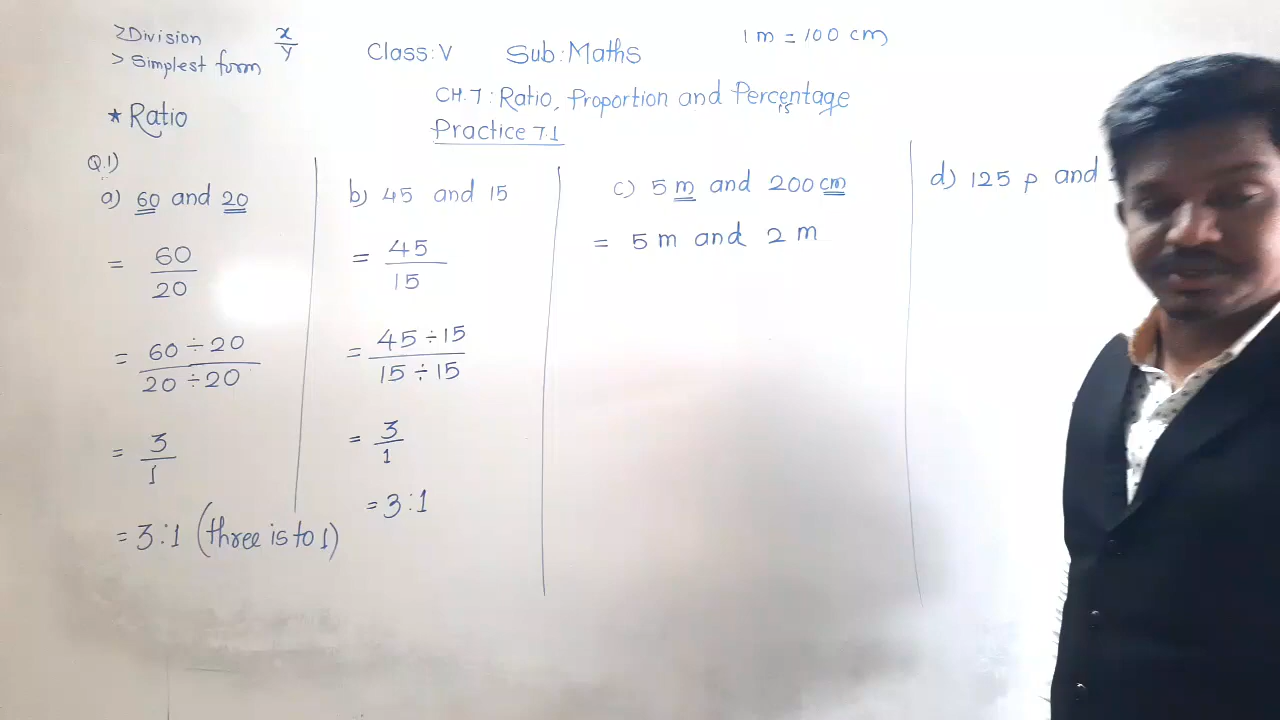 >Division
>Simplest form
x/y
Class:V
Sub:Maths
1 m = 100 cm
CH.7: Ratio, Proportion and Percentage
15
Practice 7.1
★ Ratio
Q.1)
a) 60 and 20
= 60/20
= 60÷20/20÷20
= 3/1
= 3:1 (three is to 1)
b) 45 and 15
= 45/15
= 45÷15/15÷15
= 3/1
= 3:1
c) 5 m and 200 cm
= 5 m and 2 m
d) 125 p and